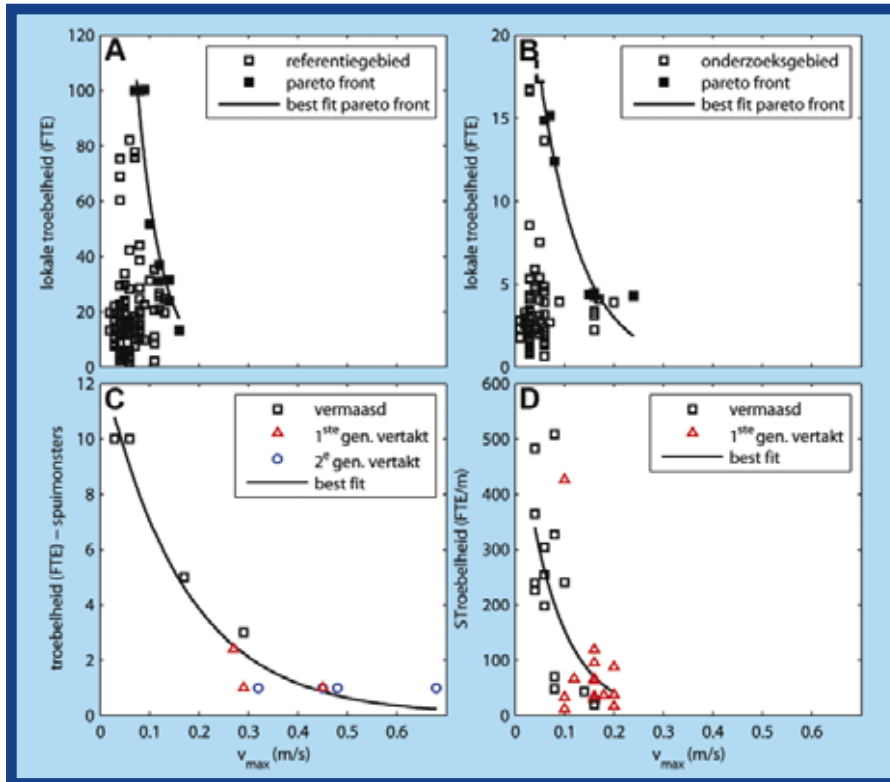 A
120
100
80
60
40
20
0
lokale troebelheid (FTE)
referentiegebied
pareto front
best fit pareto front
B
20
15
10
5
0
lokale troebelheid (FTE)
onderzoeksgebied
pareto front
best fit pareto front
C
12
10
8
6
4
2
0
troebelheid (FTE) – spuimonsters
vermaasd
1ste gen. vertakt
2e gen. vertakt
best fit
0 0.1 0.2 0.3 0.4 0.5 0.6
vmax (m/s)
D
600
500
400
300
200
100
0
STroebelheid (FTE/m)
vermaasd
1ste gen. vertakt
best fit
0 0.1 0.2 0.3 0.4 0.5
vmax (m/s)